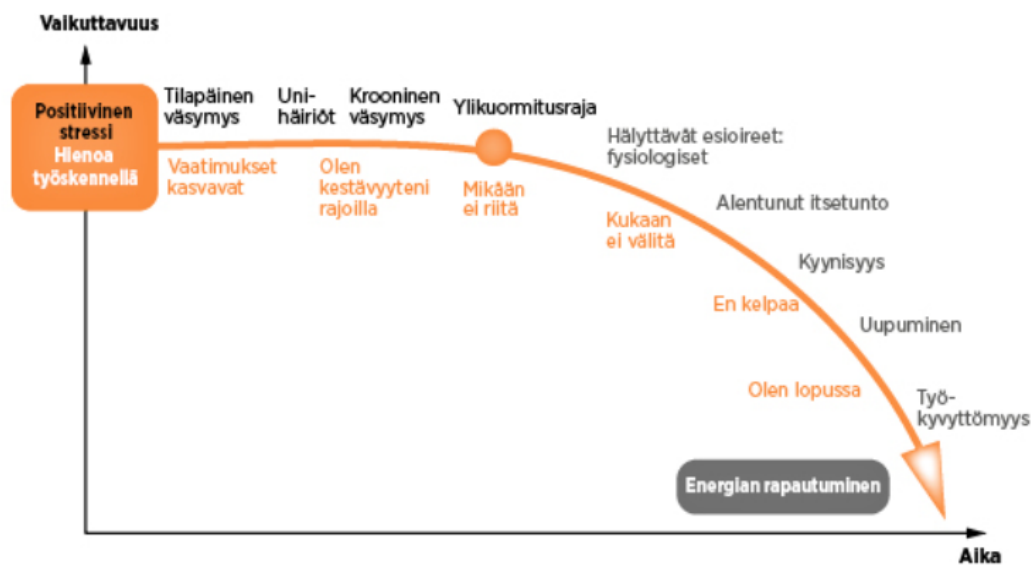 Vaikuttavuus
Positiivinen
stressi
Hienoa
työskennellä
Tilapäinen
väsymys
Uni-
häiriöt
Krooninen
väsymys
Ylikuormitusraja
Vaatimukset
kasvavat
Olen
kestävyyteni
rajoilla
Mikään
ei riitä
Hälyttävät esioireet:
fysiologiset
Kukaan
ei välitä
Alentunut itsetunto
Kyynisyys
En kelpaa
Uupuminen
Olen lopussa
Työ-
kyvyttömyys
Energian rapautuminen
Aika